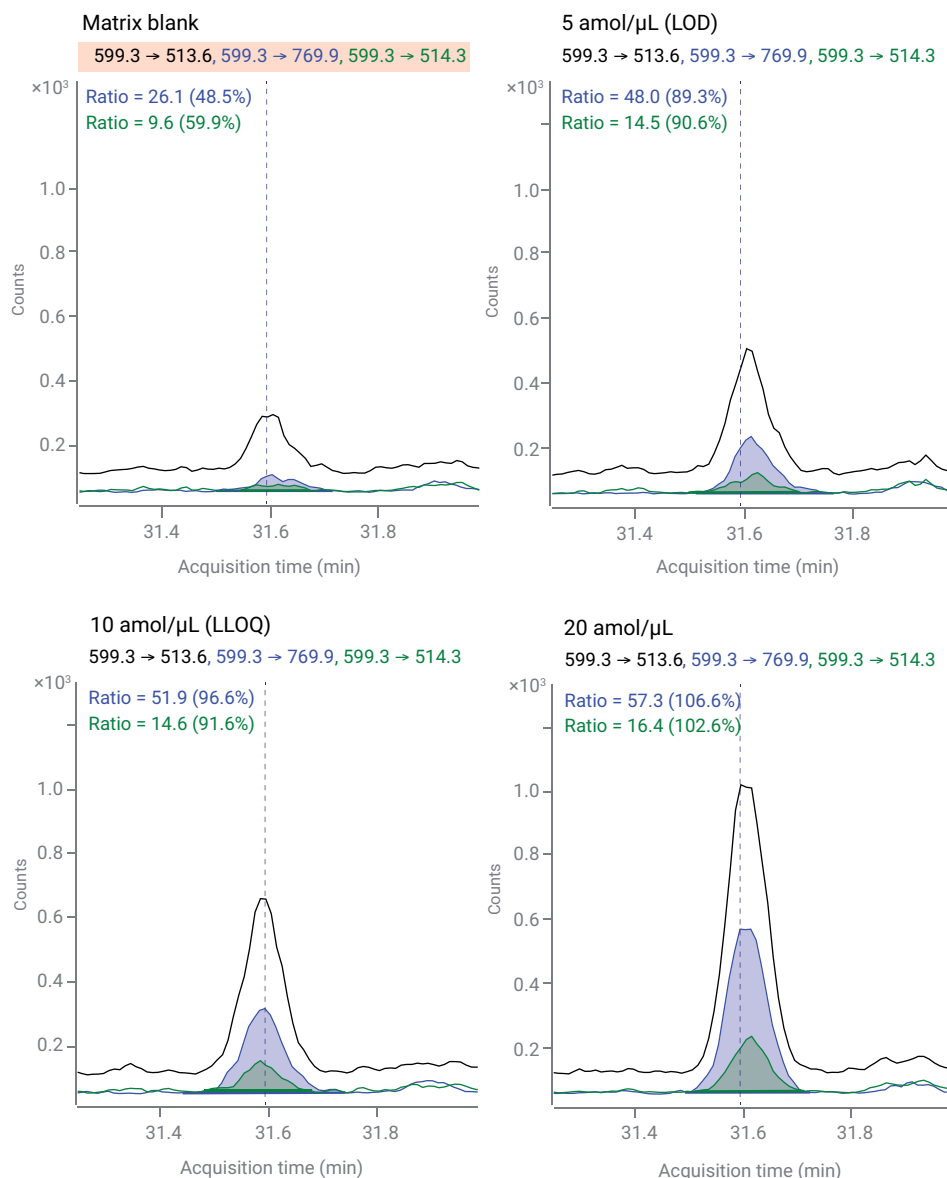 Matrix blank
599.3 → 513.6, 599.3 → 769.9, 599.3 → 514.3
×10³
Ratio = 26.1 (48.5%)
Ratio = 9.6 (59.9%)
1.0
0.8
0.6
0.4
0.2
Counts
31.4 31.6 31.8
Acquisition time (min)
5 amol/µL (LOD)
599.3 → 513.6, 599.3 → 769.9, 599.3 → 514.3
×10³
Ratio = 48.0 (89.3%)
Ratio = 14.5 (90.6%)
1.0
0.8
0.6
0.4
0.2
Counts
31.4 31.6 31.8
Acquisition time (min)
10 amol/µL (LLOQ)
599.3 → 513.6, 599.3 → 769.9, 599.3 → 514.3
×10³
Ratio = 51.9 (96.6%)
Ratio = 14.6 (91.6%)
1.0
0.8
0.6
0.4
0.2
Counts
31.4 31.6 31.8
Acquisition time (min)
20 amol/µL
599.3 → 513.6, 599.3 → 769.9, 599.3 → 514.3
×10³
Ratio = 57.3 (106.6%)
Ratio = 16.4 (102.6%)
1.0
0.8
0.6
0.4
0.2
Counts
31.4 31.6 31.8
Acquisition time (min)